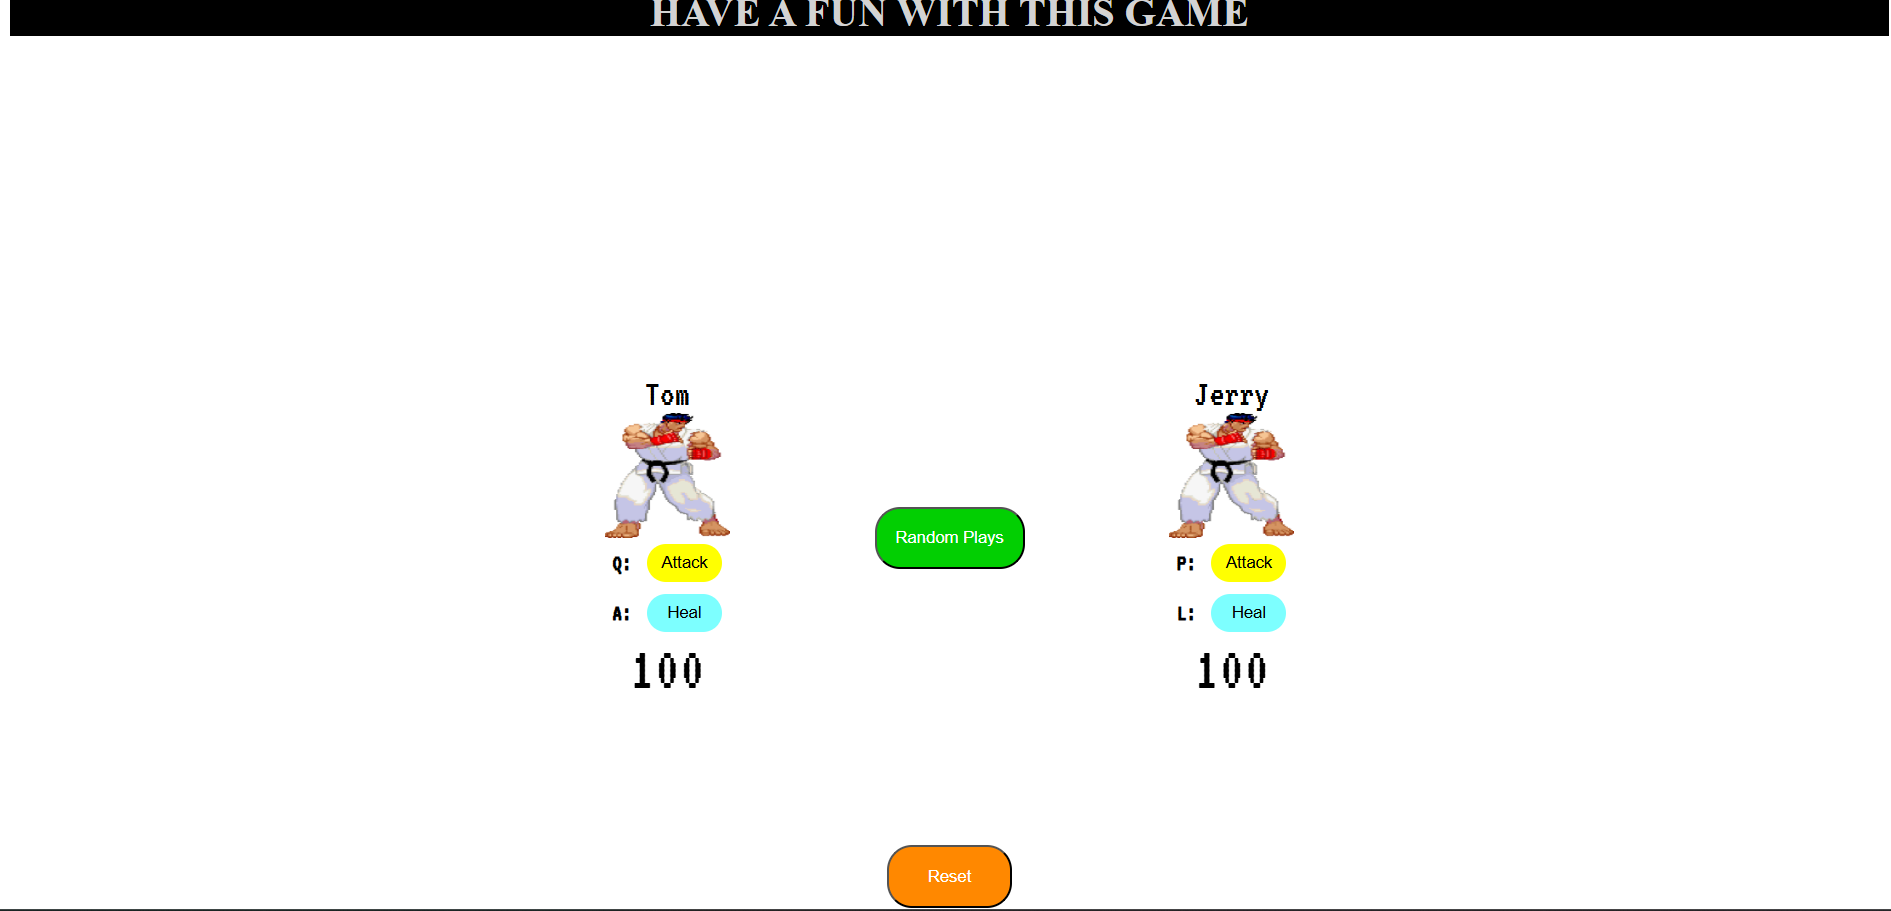 HAVE A FUN WITH THIS GAME
Tom
Jerry
Random Plays
Q: Attack
P: Attack
A: Heal
L: Heal
100
100
Reset